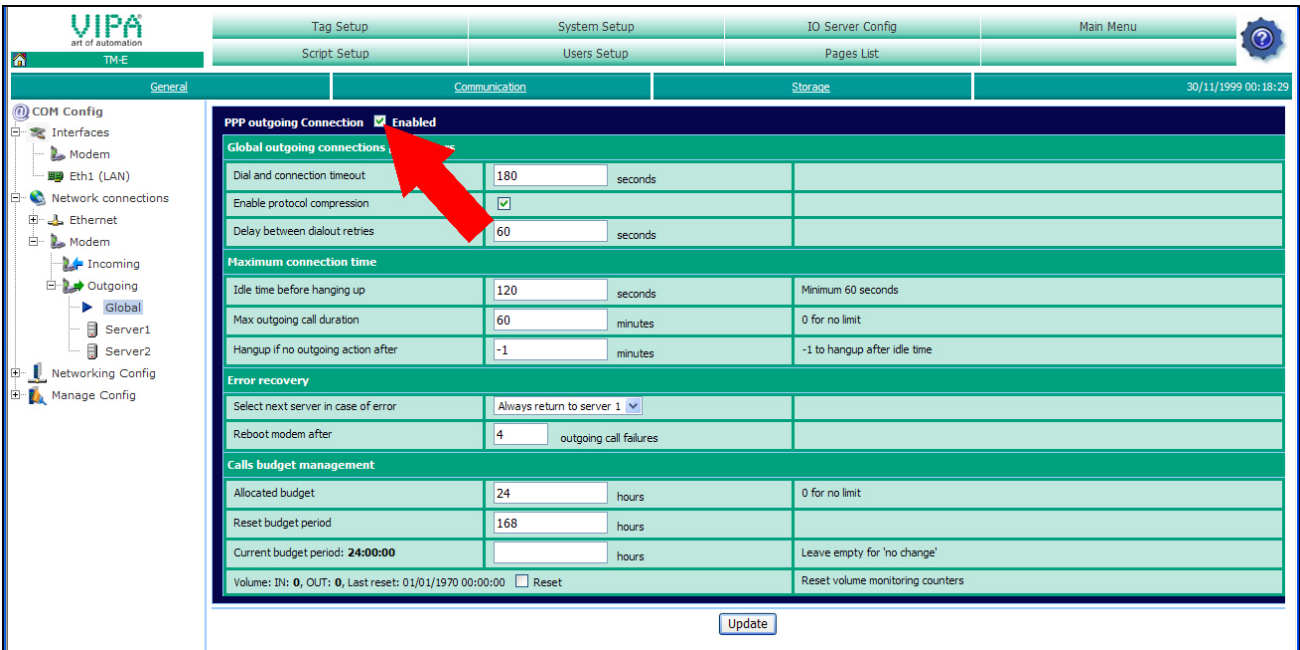 VIPA
art of automation
TM-E
Tag Setup
System Setup
IO Server Config
Main Menu
Script Setup
Users Setup
Pages List
General
Communication
Storage
30/11/1999 00:18:29
COM Config
Interfaces
Modem
Eth1 (LAN)
Network connections
Ethernet
Modem
Incoming
Outgoing
Global
Server1
Server2
Networking Config
Manage Config
PPP outgoing Connection Enabled
Global outgoing connections
Dial and connection timeout 180 seconds
Enable protocol compression
Delay between dialout retries 60 seconds
Maximum connection time
Idle time before hanging up 120 seconds Minimum 60 seconds
Max outgoing call duration 60 minutes 0 for no limit
Hangup if no outgoing action after -1 minutes -1 to hangup after idle time
Error recovery
Select next server in case of error Always return to server 1
Reboot modem after 4 outgoing call failures
Calls budget management
Allocated budget 24 hours 0 for no limit
Reset budget period 168 hours
Current budget period: 24:00:00 hours Leave empty for 'no change'
Volume: IN: 0, OUT: 0, Last reset: 01/01/1970 00:00:00 Reset Reset volume monitoring counters
Update